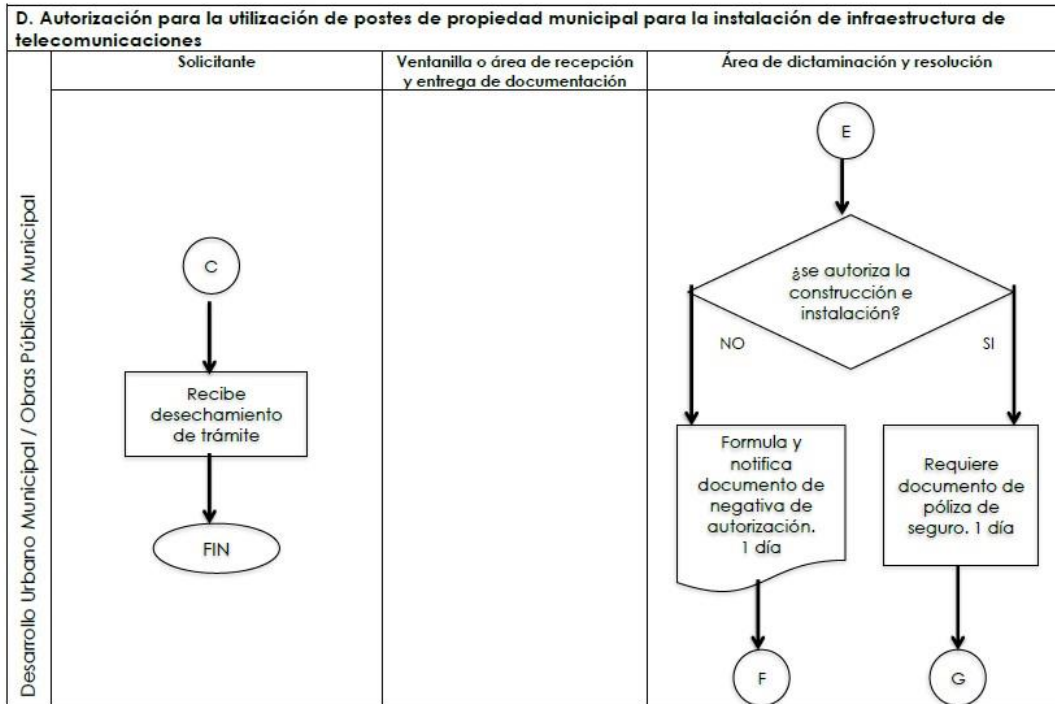 D. Autorización para la utilización de postes de propiedad municipal para la instalación de infraestructura de
telecomunicaciones
Solicitante
Ventanilla o área de recepción
y entrega de documentación
Área de dictaminación y resolución
Desarrollo Urbano Municipal / Obras Públicas Municipal
C
Recibe
desechamiento
de trámite
FIN
E
¿se autoriza la
construcción e
instalación?
NO
SI
Formula y
notifica
documento de
negativa de
autorización.
1 día
Requiere
documento de
póliza de
seguro. 1 día
F
G